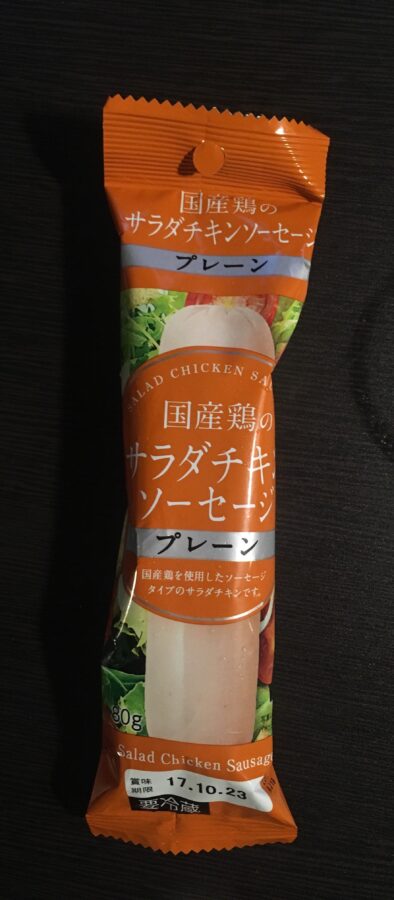 国産鶏の
サラダチキンソーセージ
プレーン
SALAD CHICKEN SA
国産鶏の
サラダチキン
ソーセージ
プレーン
国産鶏を使用したソーセージ
タイプのサラダチキンです。
80g
Salad Chicken Sausage
賞味
期限
17.10.23
要冷蔵